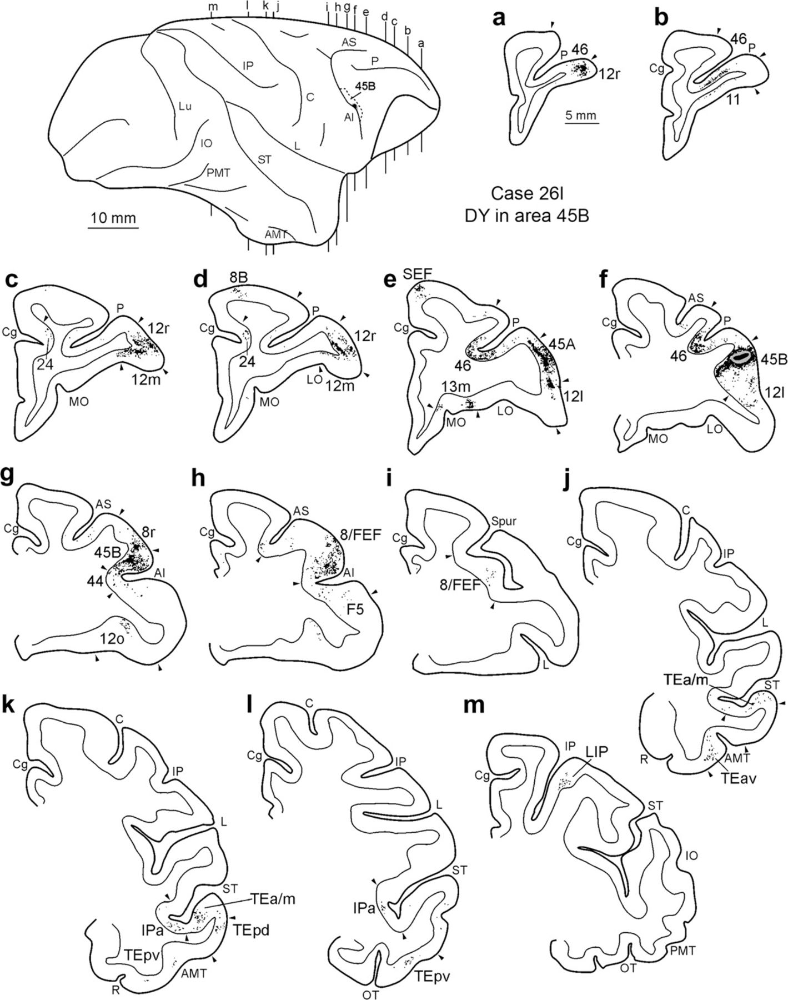 m l k j i h g f e d c b a
AS
P
IP
45B
C
Lu
AI
IO
L
ST
PMT
10 mm
AMT
a
P 46
12r
5 mm
b
46
P
Cg
11
Case 26l
DY in area 45B
c
P
Cg
12r
24
12m
MO
d
8B
P
Cg
12r
24
LO 12m
MO
e
SEF
P
Cg
45A
46
13m
12l
LO
MO
f
AS
P
Cg
46
45B
12l
LO
MO
g
AS
Cg
8r
45B
AI
44
12o
h
AS
Cg
8/FEF
AI
F5
i
Spur
Cg
8/FEF
L
j
C
Cg
IP
L
TEa/m
ST
R
AMT
TEav
k
C
Cg
IP
L
ST
TEa/m
IPa
TEpd
TEpv
AMT
R
l
C
Cg
IP
L
ST
IPa
TEpv
OT
m
IP
LIP
Cg
ST
IO
PMT
OT